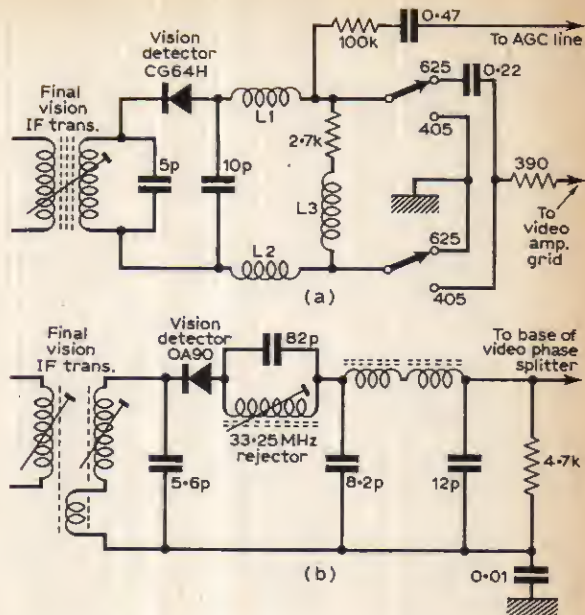 Vision
detector
CG64H
Final
vision
IF trans.
5p
10p
L1
L2
100k
0·47
To AGC line
2·7k
L3
625
0·22
405
390
To
video
amp.
grid
625
405
(a)
Final
vision
IF trans.
Vision
detector
OA90
82p
33·25 MHz
rejector
5·6p
8·2p
12p
To base of
video phase
splitter
4·7k
0·01
(b)